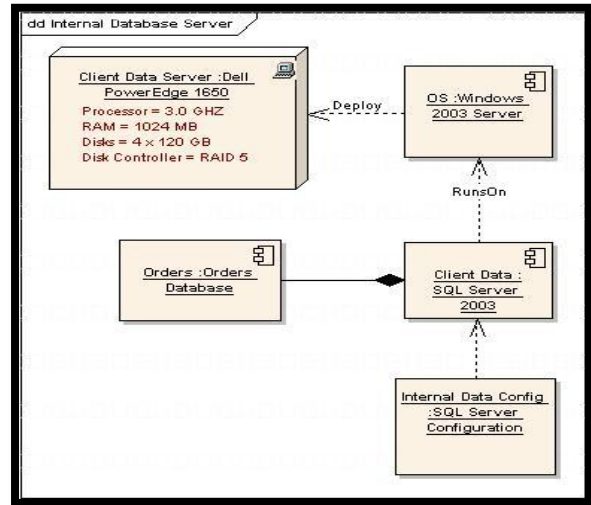 dd Internal Database Server
Client Data Server :Dell
PowerEdge 1650
Processor = 3.0 GHZ
RAM = 1024 MB
Disks = 4 x 120 GB
Disk Controller = RAID 5
Deploy
OS :Windows
2003 Server
RunsOn
Orders :Orders
Database
Client Data :
SQL Server
2003
Internal Data Config
:SQL Server
Configuration